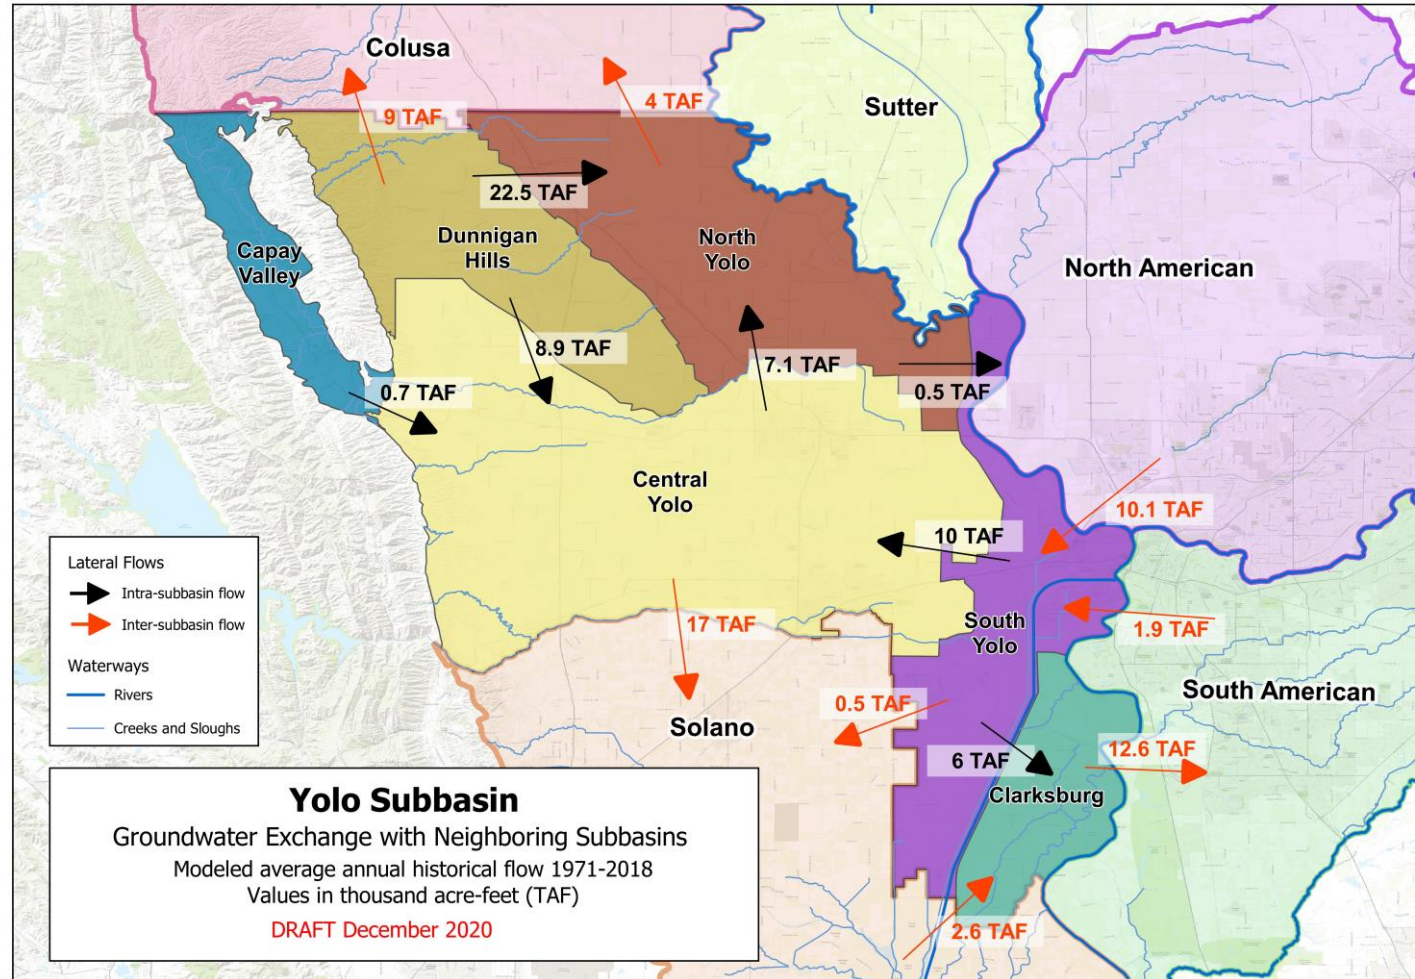 Colusa
9 TAF
4 TAF
Sutter
22.5 TAF
Capay
Valley
Dunnigan
Hills
North
Yolo
North American
8.9 TAF
7.1 TAF
0.7 TAF
0.5 TAF
Central
Yolo
10.1 TAF
10 TAF
17 TAF
South
Yolo
1.9 TAF
South American
0.5 TAF
Solano
6 TAF
12.6 TAF
Clarksburg
2.6 TAF
Lateral Flows
Intra-subbasin flow
Inter-subbasin flow
Waterways
Rivers
Creeks and Sloughs
Yolo Subbasin
Groundwater Exchange with Neighboring Subbasins
Modeled average annual historical flow 1971-2018
Values in thousand acre-feet (TAF)
DRAFT December 2020